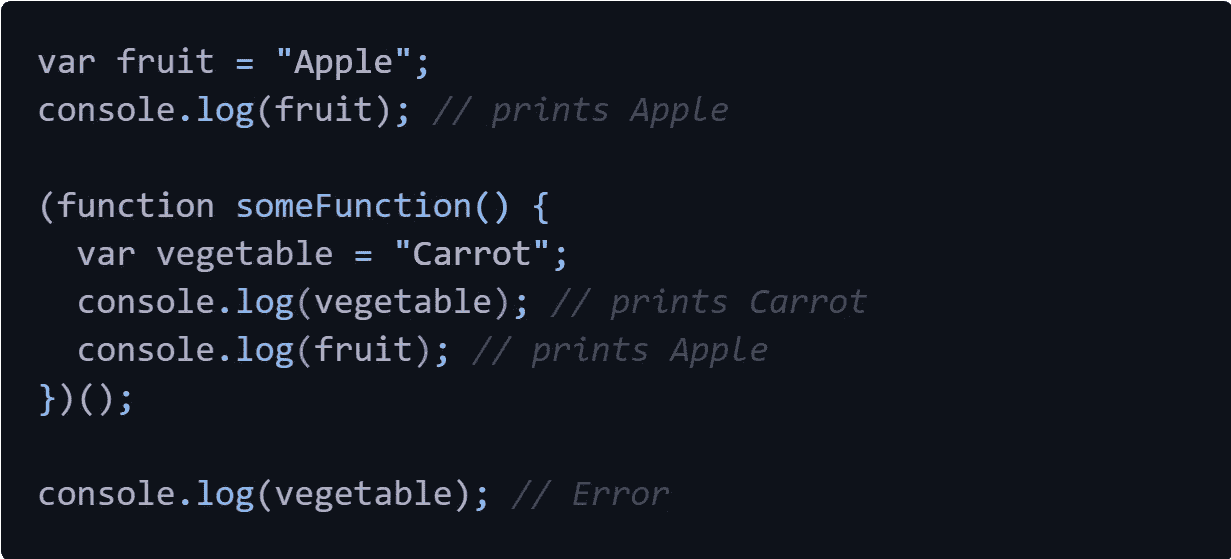 var fruit = "Apple";
console.log(fruit); // prints Apple

(function someFunction() {
  var vegetable = "Carrot";
  console.log(vegetable); // prints Carrot
  console.log(fruit); // prints Apple
})();

console.log(vegetable); // Error